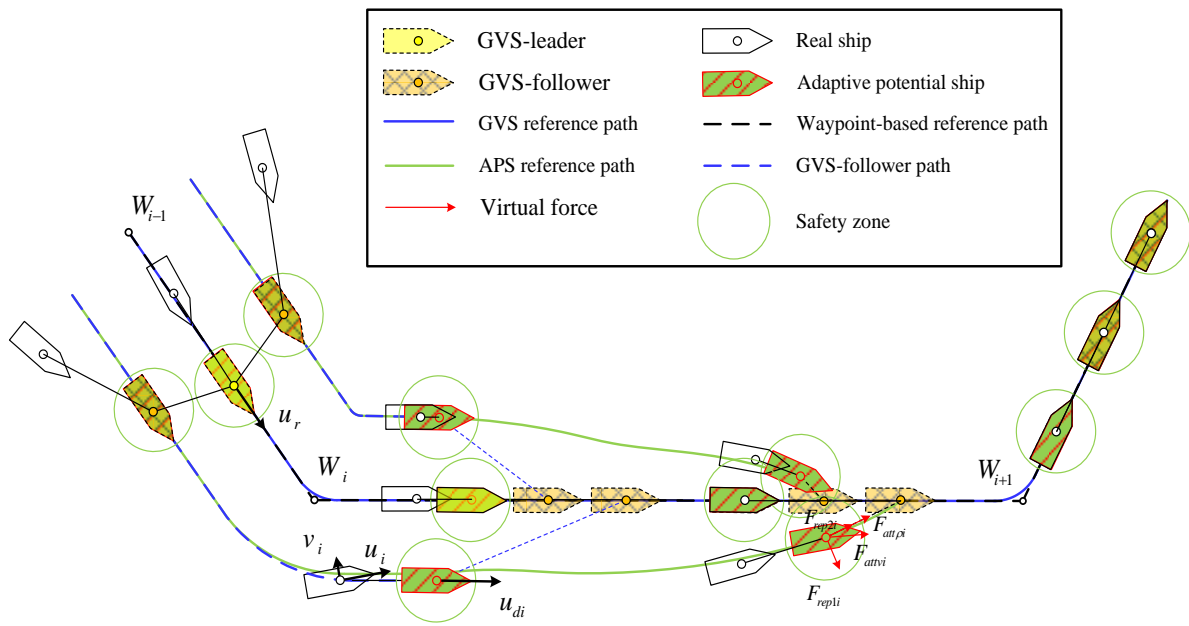 GVS-leader
Real ship
GVS-follower
Adaptive potential ship
GVS reference path
Waypoint-based reference path
APS reference path
GVS-follower path
Virtual force
Safety zone
W_{i-1}
u_r
W_i
W_{i+1}
F_{rep2i}
F_{attρi}
F_{attvi}
F_{rep1i}
v_i
u_i
u_{di}